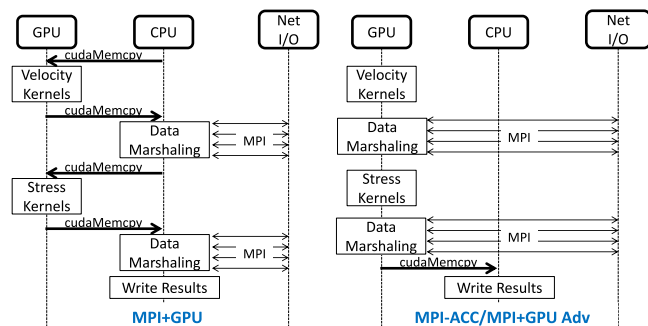 GPU
CPU
Net
I/O
cudaMemcpy
Velocity
Kernels
cudaMemcpy
Data
Marshaling
MPI
cudaMemcpy
Stress
Kernels
cudaMemcpy
Data
Marshaling
MPI
Write Results
MPI+GPU
GPU
CPU
Net
I/O
Velocity
Kernels
Data
Marshaling
MPI
Stress
Kernels
Data
Marshaling
MPI
cudaMemcpy
Write Results
MPI-ACC/MPI+GPU Adv